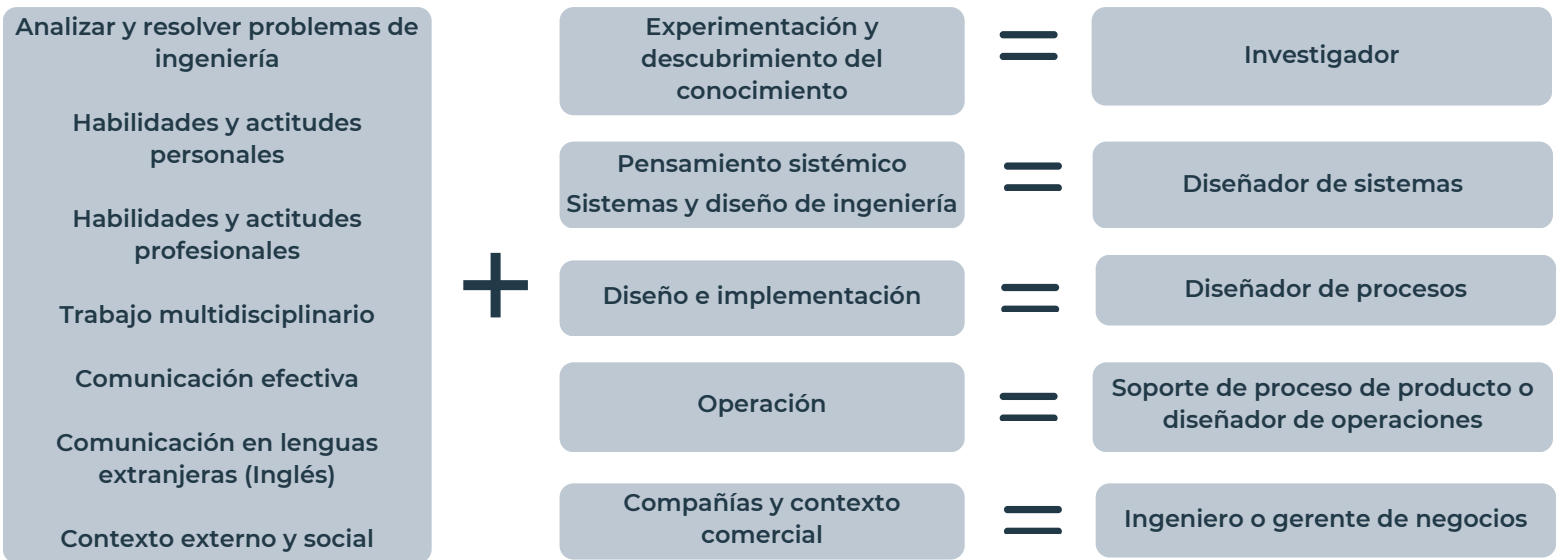 Analizar y resolver problemas de
ingeniería
Habilidades y actitudes
personales
Habilidades y actitudes
profesionales
Trabajo multidisciplinario
Comunicación efectiva
Comunicación en lenguas
extranjeras (Inglés)
Contexto externo y social
+
Experimentación y
descubrimiento del
conocimiento
=
Investigador
Pensamiento sistémico
Sistemas y diseño de ingeniería
=
Diseñador de sistemas
Diseño e implementación
=
Diseñador de procesos
Operación
=
Soporte de proceso de producto o
diseñador de operaciones
Compañías y contexto
comercial
=
Ingeniero o gerente de negocios